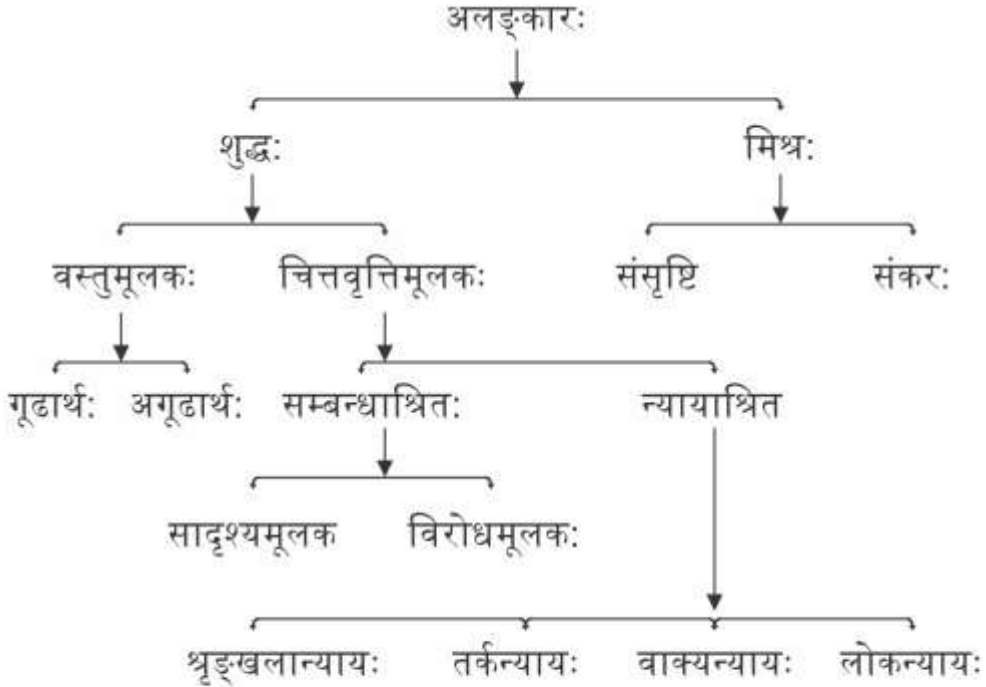 अलङ्कारः
शुद्धः मिश्रः
वस्तुमूलकः चित्तवृत्तिमूलकः संसृष्टि संकरः
गूढार्थः अगूढार्थः सम्बन्धाश्रितः न्यायाश्रित
सादृश्यमूलक विरोधमूलकः
श्रृङ्खलान्यायः तर्कन्यायः वाक्यन्यायः लोकन्यायः